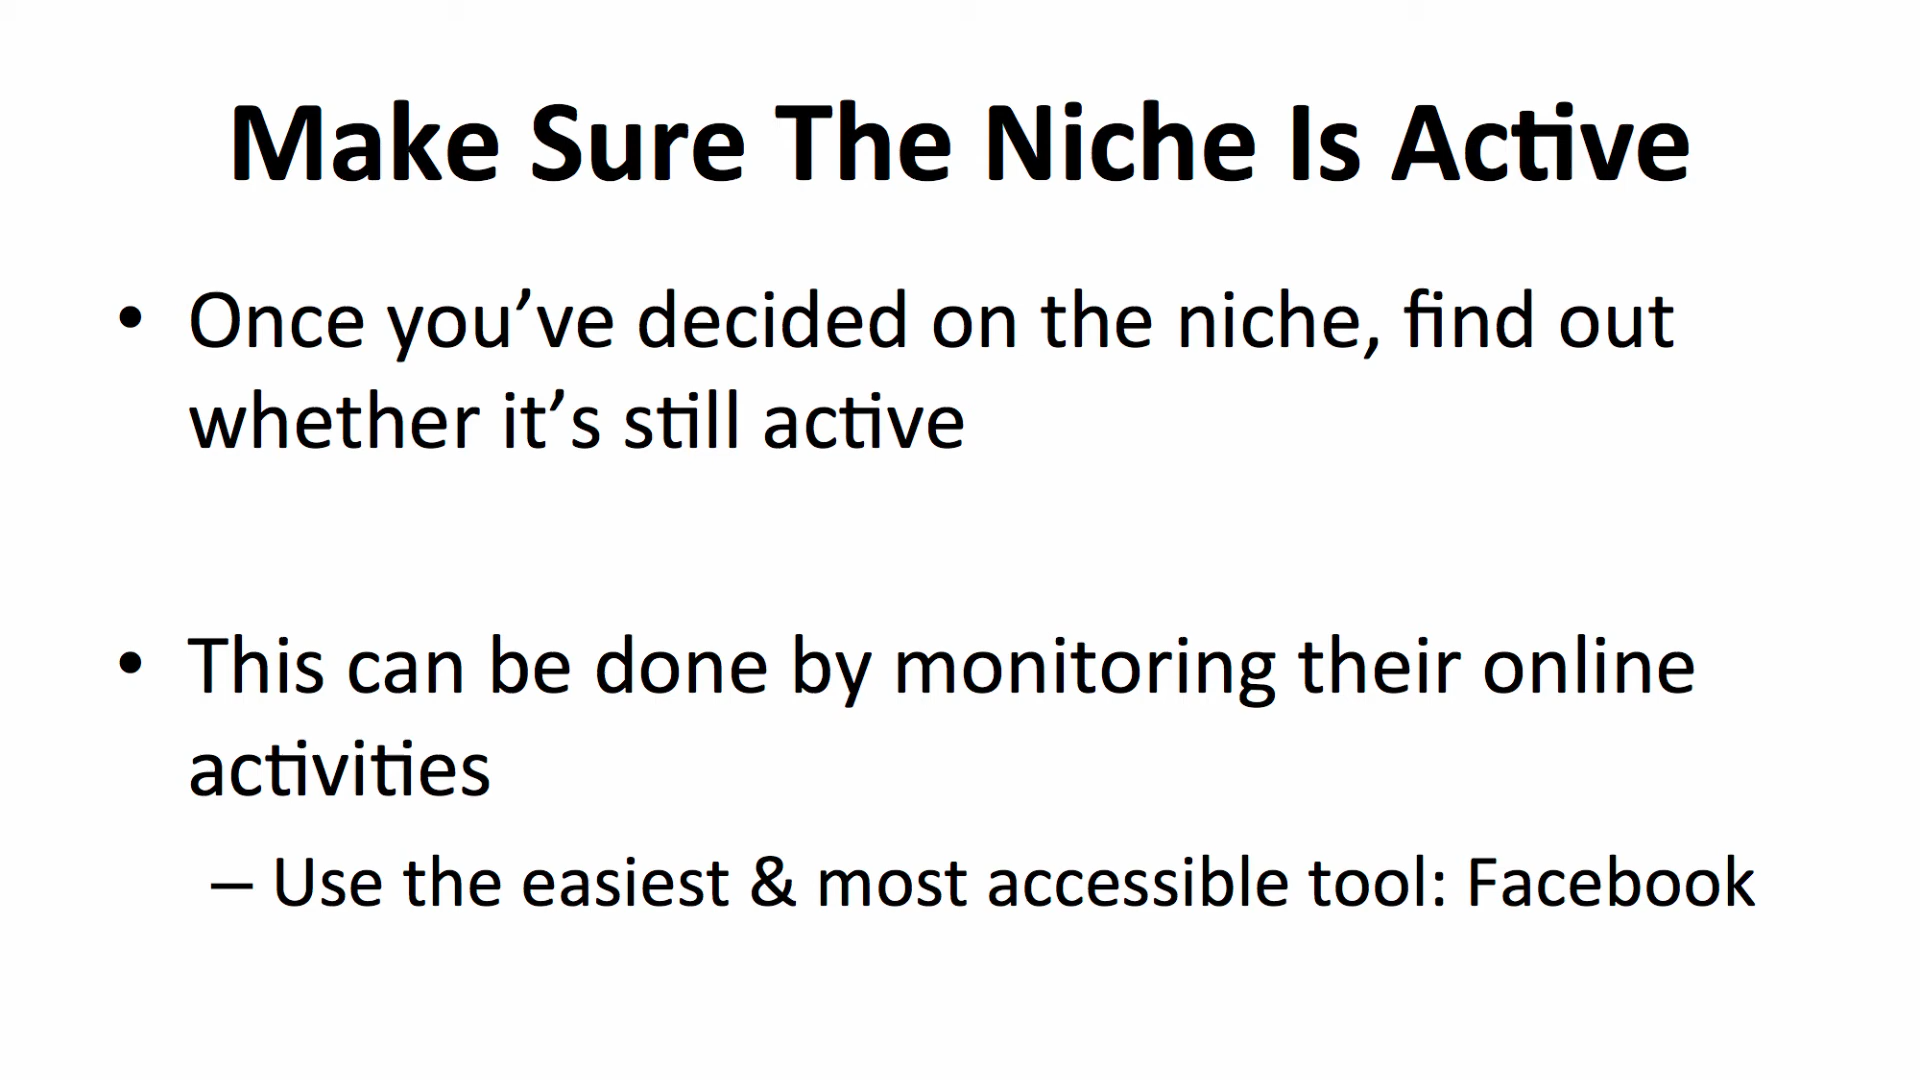 Make Sure The Niche Is Active
• Once you’ve decided on the niche, find out
whether it’s still active
• This can be done by monitoring their online
activities
– Use the easiest & most accessible tool: Facebook